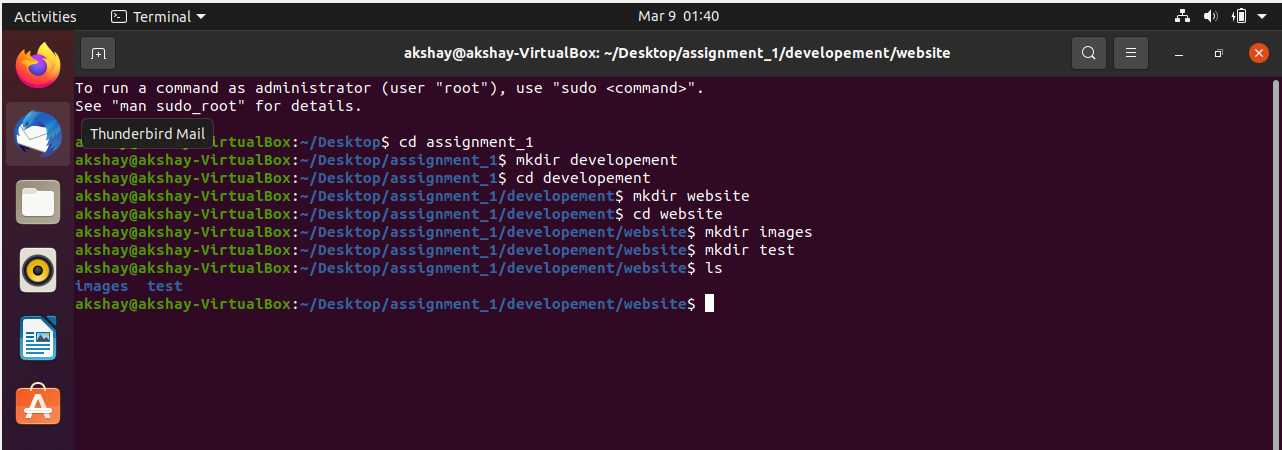 Activities Terminal Mar 9 01:40
akshay@akshay-VirtualBox: ~/Desktop/assignment_1/developement/website
To run a command as administrator (user "root"), use "sudo <command>".
See "man sudo_root" for details.
Thunderbird Mail
ak VirtualBox:~/Desktop$ cd assignment_1
akshay@akshay-VirtualBox:~/Desktop/assignment_1$ mkdir developement
akshay@akshay-VirtualBox:~/Desktop/assignment_1$ cd developement
akshay@akshay-VirtualBox:~/Desktop/assignment_1/developement$ mkdir website
akshay@akshay-VirtualBox:~/Desktop/assignment_1/developement$ cd website
akshay@akshay-VirtualBox:~/Desktop/assignment_1/developement/website$ mkdir images
akshay@akshay-VirtualBox:~/Desktop/assignment_1/developement/website$ mkdir test
akshay@akshay-VirtualBox:~/Desktop/assignment_1/developement/website$ ls
images test
akshay@akshay-VirtualBox:~/Desktop/assignment_1/developement/website$